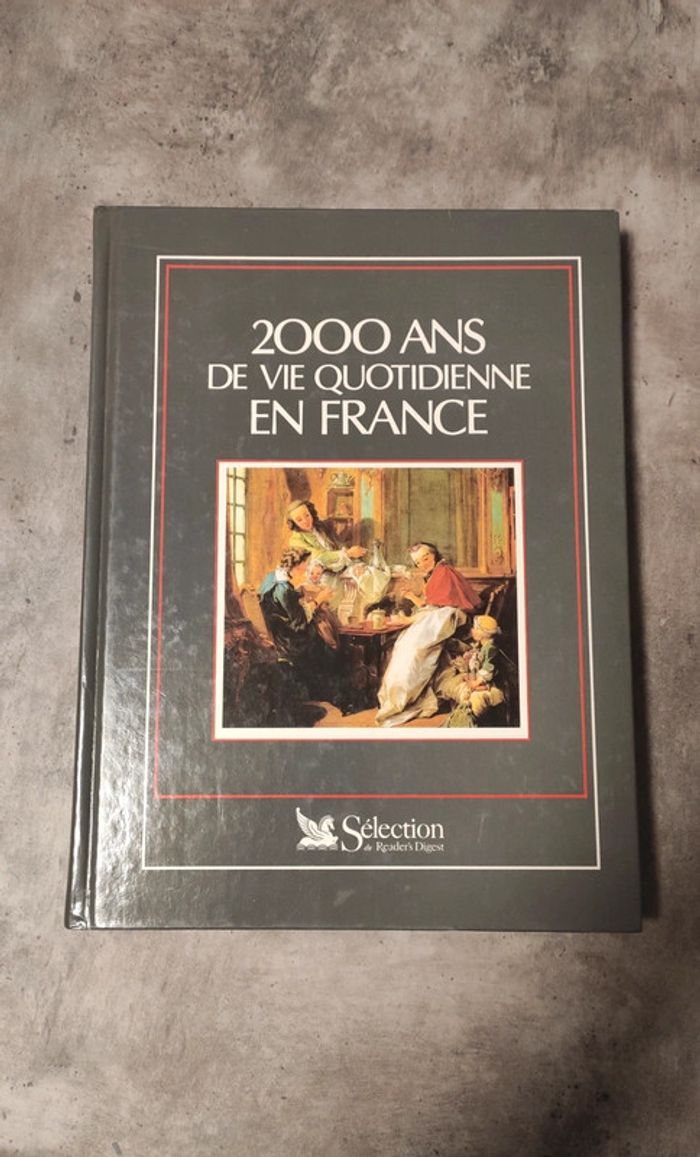 2000 ANS
DE VIE QUOTIDIENNE
EN FRANCE
Sélection
du Reader's Digest